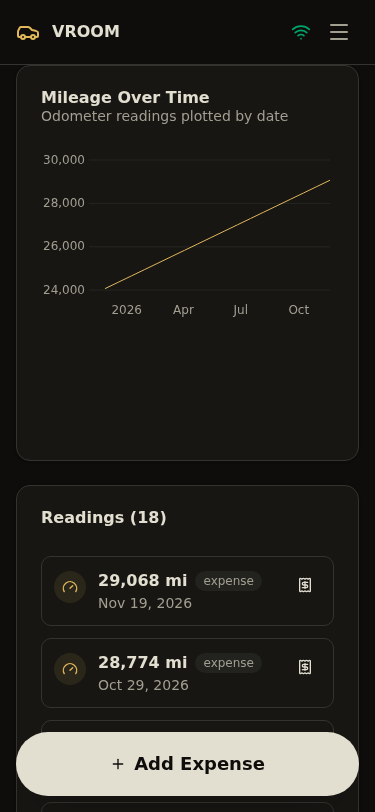 VROOM
Mileage Over Time
Odometer readings plotted by date
30,000
28,000
26,000
24,000
2026 Apr Jul Oct
Readings (18)
29,068 mi expense
Nov 19, 2026
28,774 mi expense
Oct 29, 2026
+ Add Expense